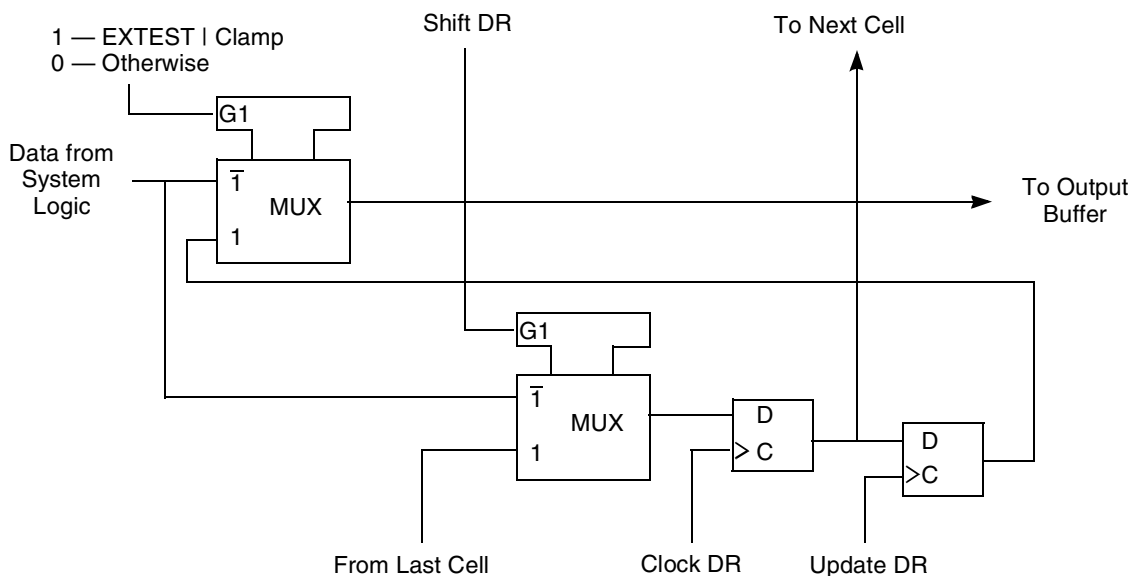 Shift DR
To Next Cell
1 — EXTEST | Clamp
0 — Otherwise
G1
Data from
System
Logic
1̅
MUX
1
To Output
Buffer
G1
1̅
MUX
1
D
C
D
C
From Last Cell
Clock DR
Update DR